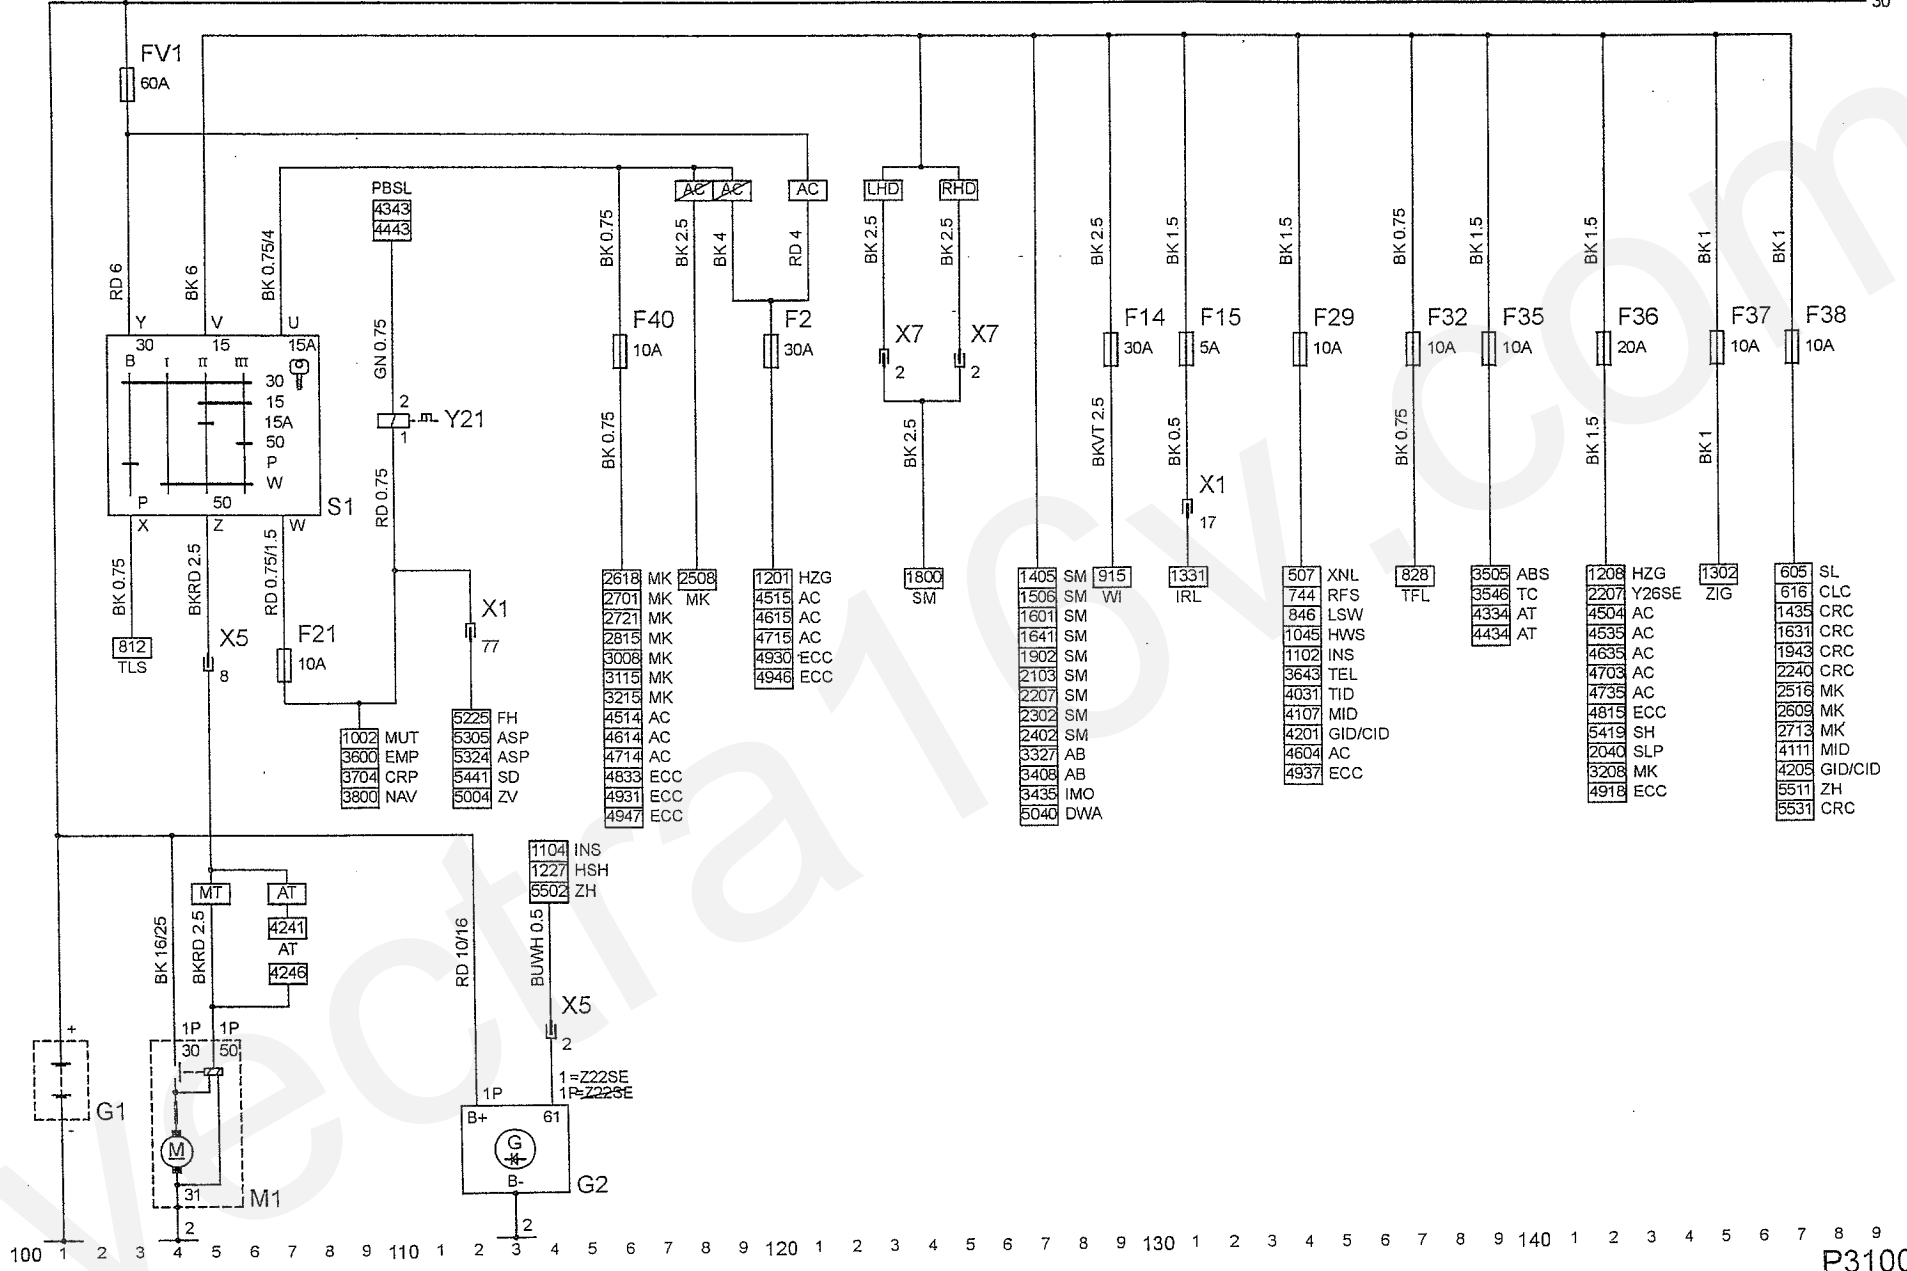 30
FV1
60A
RD 6
BK 6
BK 0.75/4
PBSL
4343
4443
GN 0.75
2
Y21
1
RD 0.75
Y
V
U
30
15
15A
B
I
II
III
30
15
15A
50
P
W
P
50
S1
X
Z
W
BK 0.75
BKRD 2.5
RD 0.75/1.5
812
TLS
X5
8
F21
10A
X1
77
1002 MUT
3600 EMP
3704 CRP
3800 NAV
5225 FH
5305 ASP
5324 ASP
5441 SD
5004 ZV
AC
AC
AC
BK 0.75
BK 2.5
BK 4
RD 4
F40
10A
BK 0.75
F2
30A
2618 MK
2701 MK
2721 MK
2815 MK
3008 MK
3115 MK
3215 MK
4514 AC
4614 AC
4714 AC
4833 ECC
4931 ECC
4947 ECC
2508
MK
1201 HZG
4515 AC
4615 AC
4715 AC
4930 ECC
4946 ECC
LHD
RHD
BK 2.5
BK 2.5
X7
2
X7
2
BK 2.5
1800
SM
1405 SM
1506 SM
1601 SM
1641 SM
1902 SM
2103 SM
2207 SM
2302 SM
2402 SM
3327 AB
3408 AB
3435 IMO
5040 DWA
BK 2.5
F14
30A
BKVT 2.5
915
WI
BK 1.5
F15
5A
BK 0.5
X1
17
1331
IRL
BK 1.5
F29
10A
507 XNL
744 RFS
846 LSW
1045 HWS
1102 INS
3643 TEL
4031 TID
4107 MID
4201 GID/CID
4604 AC
4937 ECC
BK 0.75
F32
10A
BK 0.75
828
TFL
BK 1.5
F35
10A
3505 ABS
3546 TC
4334 AT
4434 AT
BK 1.5
F36
20A
BK 1.5
1208 HZG
2207 Y26SE
4504 AC
4535 AC
4635 AC
4703 AC
4735 AC
4815 ECC
5419 SH
2040 SLP
3208 MK
4918 ECC
BK 1
F37
10A
BK 1
1302
ZIG
BK 1
F38
10A
605 SL
616 CLC
1435 CRC
1631 CRC
1943 CRC
2240 CRC
2516 MK
2609 MK
2713 MK
4111 MID
4205 GID/CID
5511 ZH
5531 CRC
MT
AT
4241
AT
4246
BK 16/25
BKRD 2.5
RD 10/16
1104 INS
1227 HSH
5502 ZH
BUWH 0.5
X5
2
1=Z22SE
1P=Z22SE
+
-
G1
1P
1P
30
50
M
31
M1
2
1P
B+
61
G
B-
G2
2
100 1 2 3 4 5 6 7 8 9 110 1 2 3 4 5 6 7 8 9 120 1 2 3 4 5 6 7 8 9 130 1 2 3 4 5 6 7 8 9 140 1 2 3 4 5 6 7 8 9
P3100
vectra16v.com